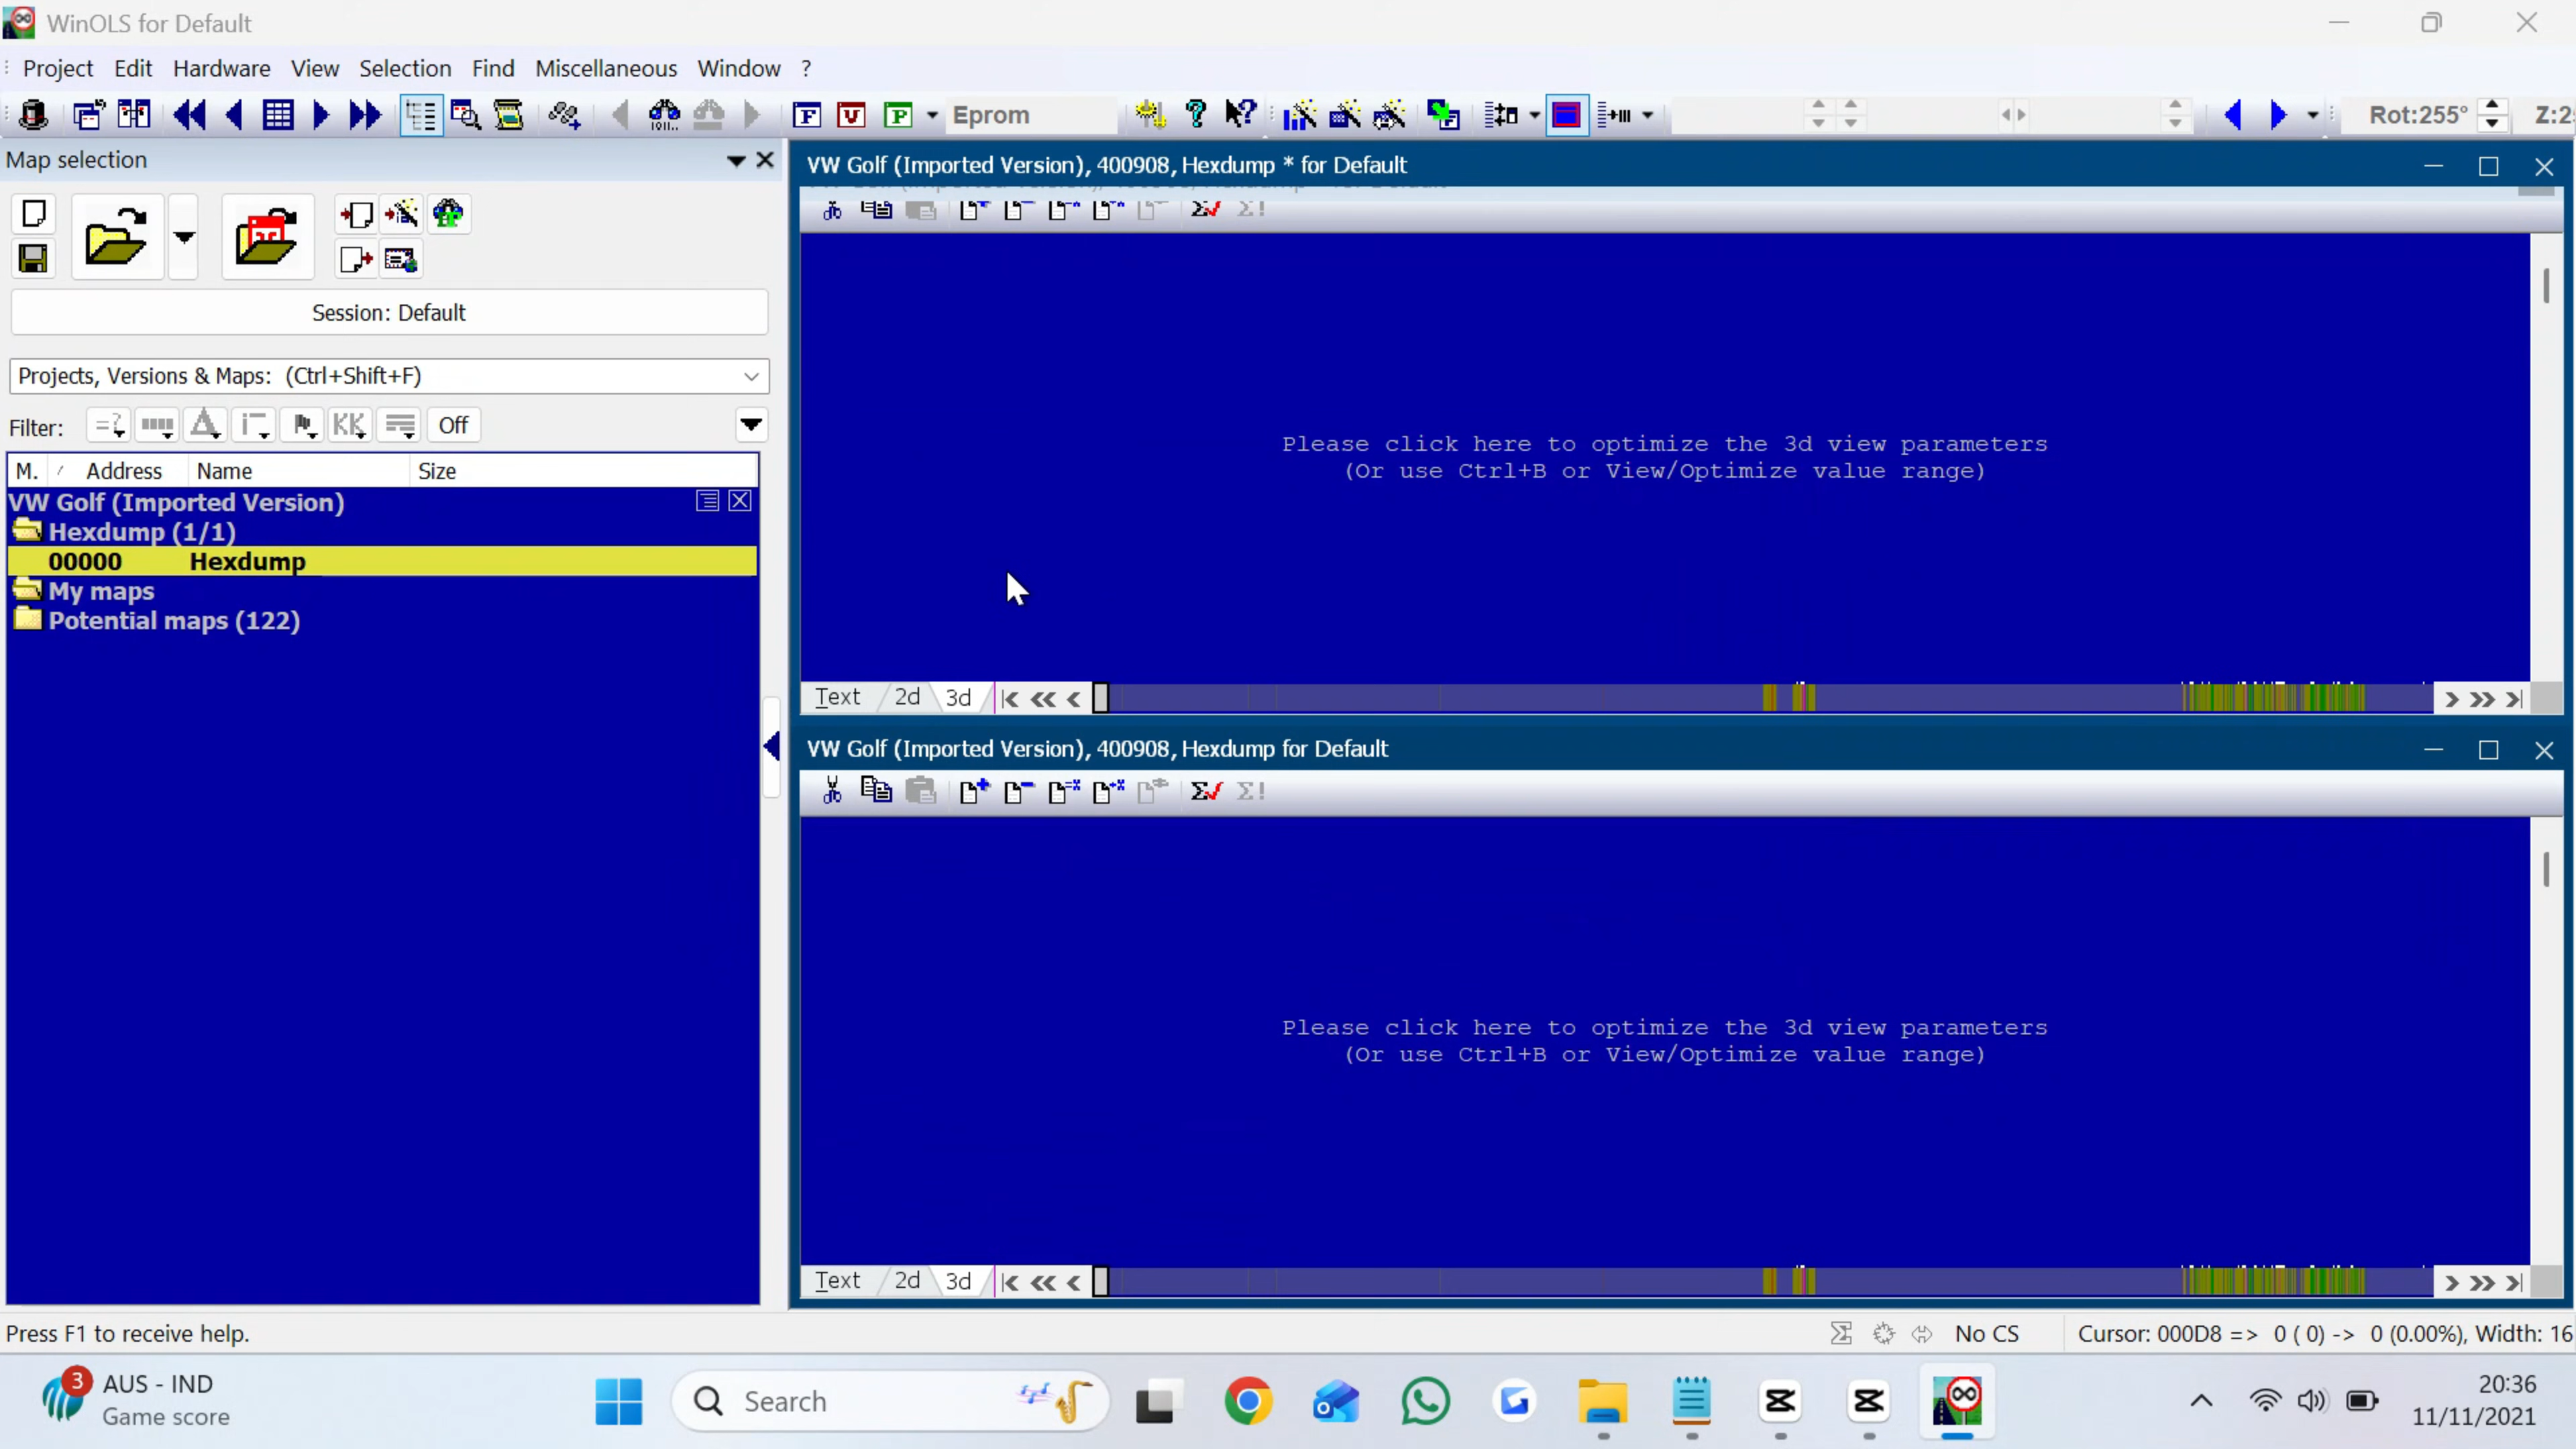 WinOLS for Default
Project Edit Hardware View Selection Find Miscellaneous Window ?
Eprom
Rot:255°
Map selection
Session: Default
Projects, Versions & Maps: (Ctrl+Shift+F)
Filter: Off
M. Address Name Size
VW Golf (Imported Version)
Hexdump (1/1)
00000 Hexdump
My maps
Potential maps (122)
VW Golf (Imported Version), 400908, Hexdump * for Default
Please click here to optimize the 3d view parameters
(Or use Ctrl+B or View/Optimize value range)
Text 2d 3d
VW Golf (Imported Version), 400908, Hexdump for Default
Please click here to optimize the 3d view parameters
(Or use Ctrl+B or View/Optimize value range)
Text 2d 3d
Press F1 to receive help.
No CS
Cursor: 000D8 => 0 ( 0) -> 0 (0.00%), Width: 16
3
AUS - IND
Game score
Search
20:36
11/11/2021